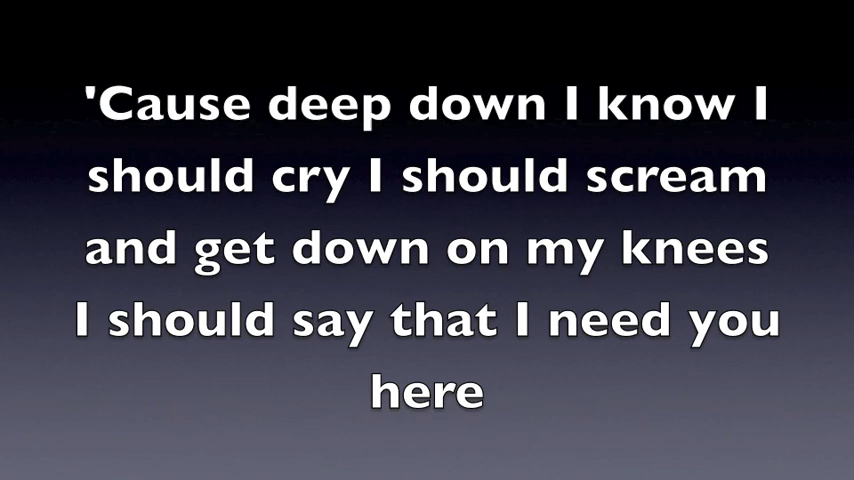 'Cause deep down I know I
should cry I should scream
and get down on my knees
I should say that I need you
here